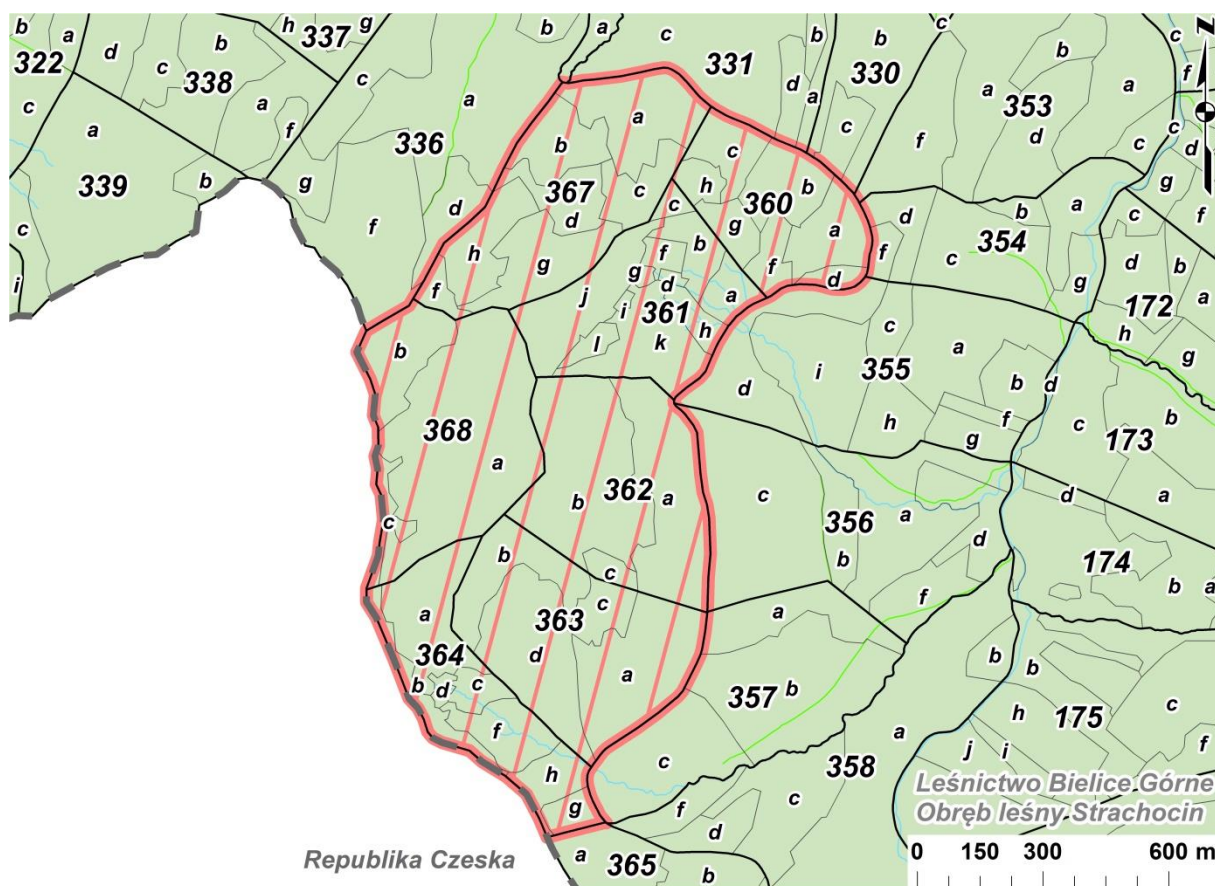 b
a
322
c
d
c
b
338
a
a
339
b
c
i
h
337
g
f
g
c
336
a
f
d
b
a
c
331
b
d
a
330
b
c
c
f
a
353
b
d
a
c
c
f
c
d
g
f
a
b
367
c
d
h
g
f
c
h
360
b
g
a
f
d
c
b
f
g
d
a
361
j
i
h
l
k
d
f
b
354
a
c
g
c
d
b
a
172
h
g
c
355
a
i
b
d
f
d
h
g
c
173
b
a
b
368
a
c
362
b
a
c
c
356
a
b
d
f
d
174
b
a
b
363
c
d
a
a
364
b
d
c
f
h
g
a
357
b
c
358
a
c
f
d
b
b
h
175
c
j
i
f
a
365
b
Republika Czeska
Leśnictwo Bielice Górne
Obręb leśny Strachocin
0 150 300 600 m
Z